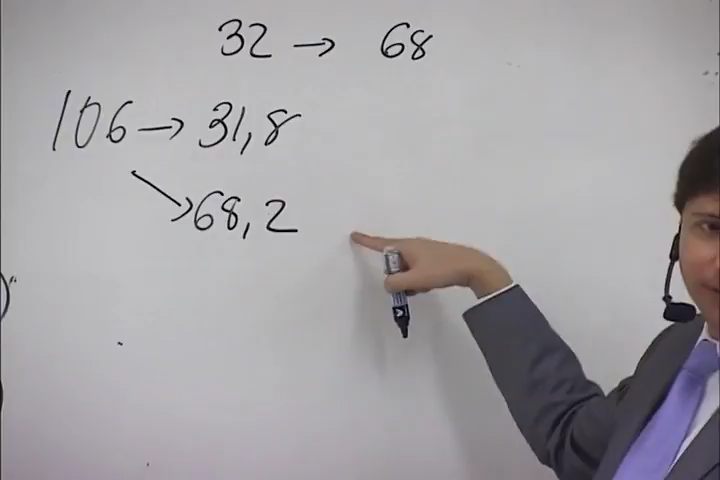 32 → 68
106 → 31,8
↘ 68,2